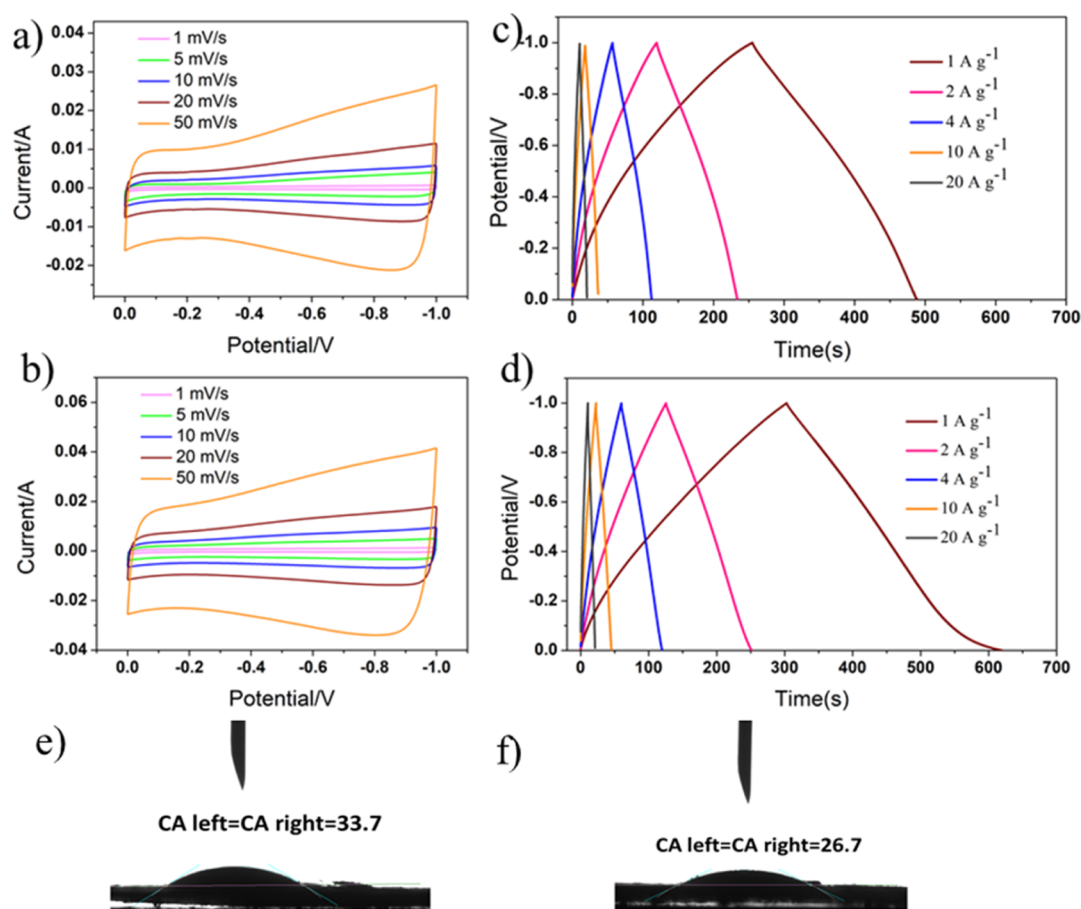 a)
1 mV/s
5 mV/s
10 mV/s
20 mV/s
50 mV/s
0.04
0.03
0.02
0.01
0.00
-0.01
-0.02
Current/A
0.0 -0.2 -0.4 -0.6 -0.8 -1.0
Potential/V
c)
1 A g⁻¹
2 A g⁻¹
4 A g⁻¹
10 A g⁻¹
20 A g⁻¹
-1.0
-0.8
-0.6
-0.4
-0.2
0.0
Potential/V
0 100 200 300 400 500 600 700
Time(s)
b)
1 mV/s
5 mV/s
10 mV/s
20 mV/s
50 mV/s
0.06
0.04
0.02
0.00
-0.02
-0.04
Current/A
0.0 -0.2 -0.4 -0.6 -0.8 -1.0
Potential/V
d)
1 A g⁻¹
2 A g⁻¹
4 A g⁻¹
10 A g⁻¹
20 A g⁻¹
-1.0
-0.8
-0.6
-0.4
-0.2
0.0
Potential/V
0 100 200 300 400 500 600 700
Time(s)
e)
CA left=CA right=33.7
f)
CA left=CA right=26.7